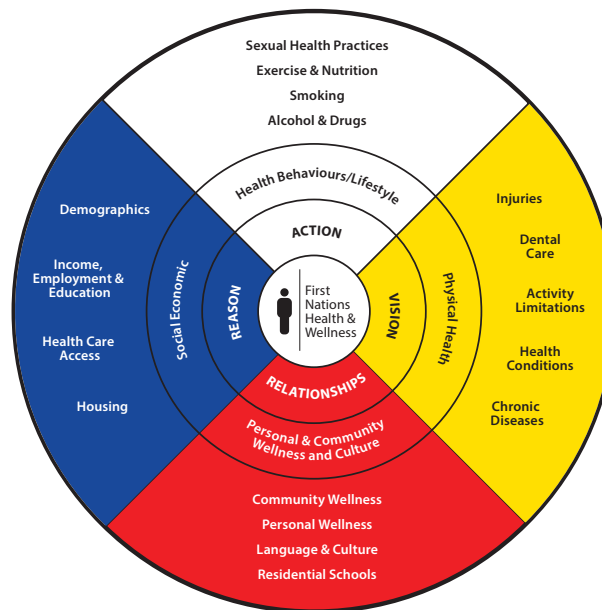 Sexual Health Practices
Exercise & Nutrition
Smoking
Alcohol & Drugs
Health Behaviours/Lifestyle
ACTION
Demographics
Income,
Employment &
Education
Health Care
Access
Housing
Social Economic
REASON
First
Nations
Health &
Wellness
VISION
Physical Health
Injuries
Dental
Care
Activity
Limitations
Health
Conditions
Chronic
Diseases
RELATIONSHIPS
Personal & Community
Wellness and Culture
Community Wellness
Personal Wellness
Language & Culture
Residential Schools